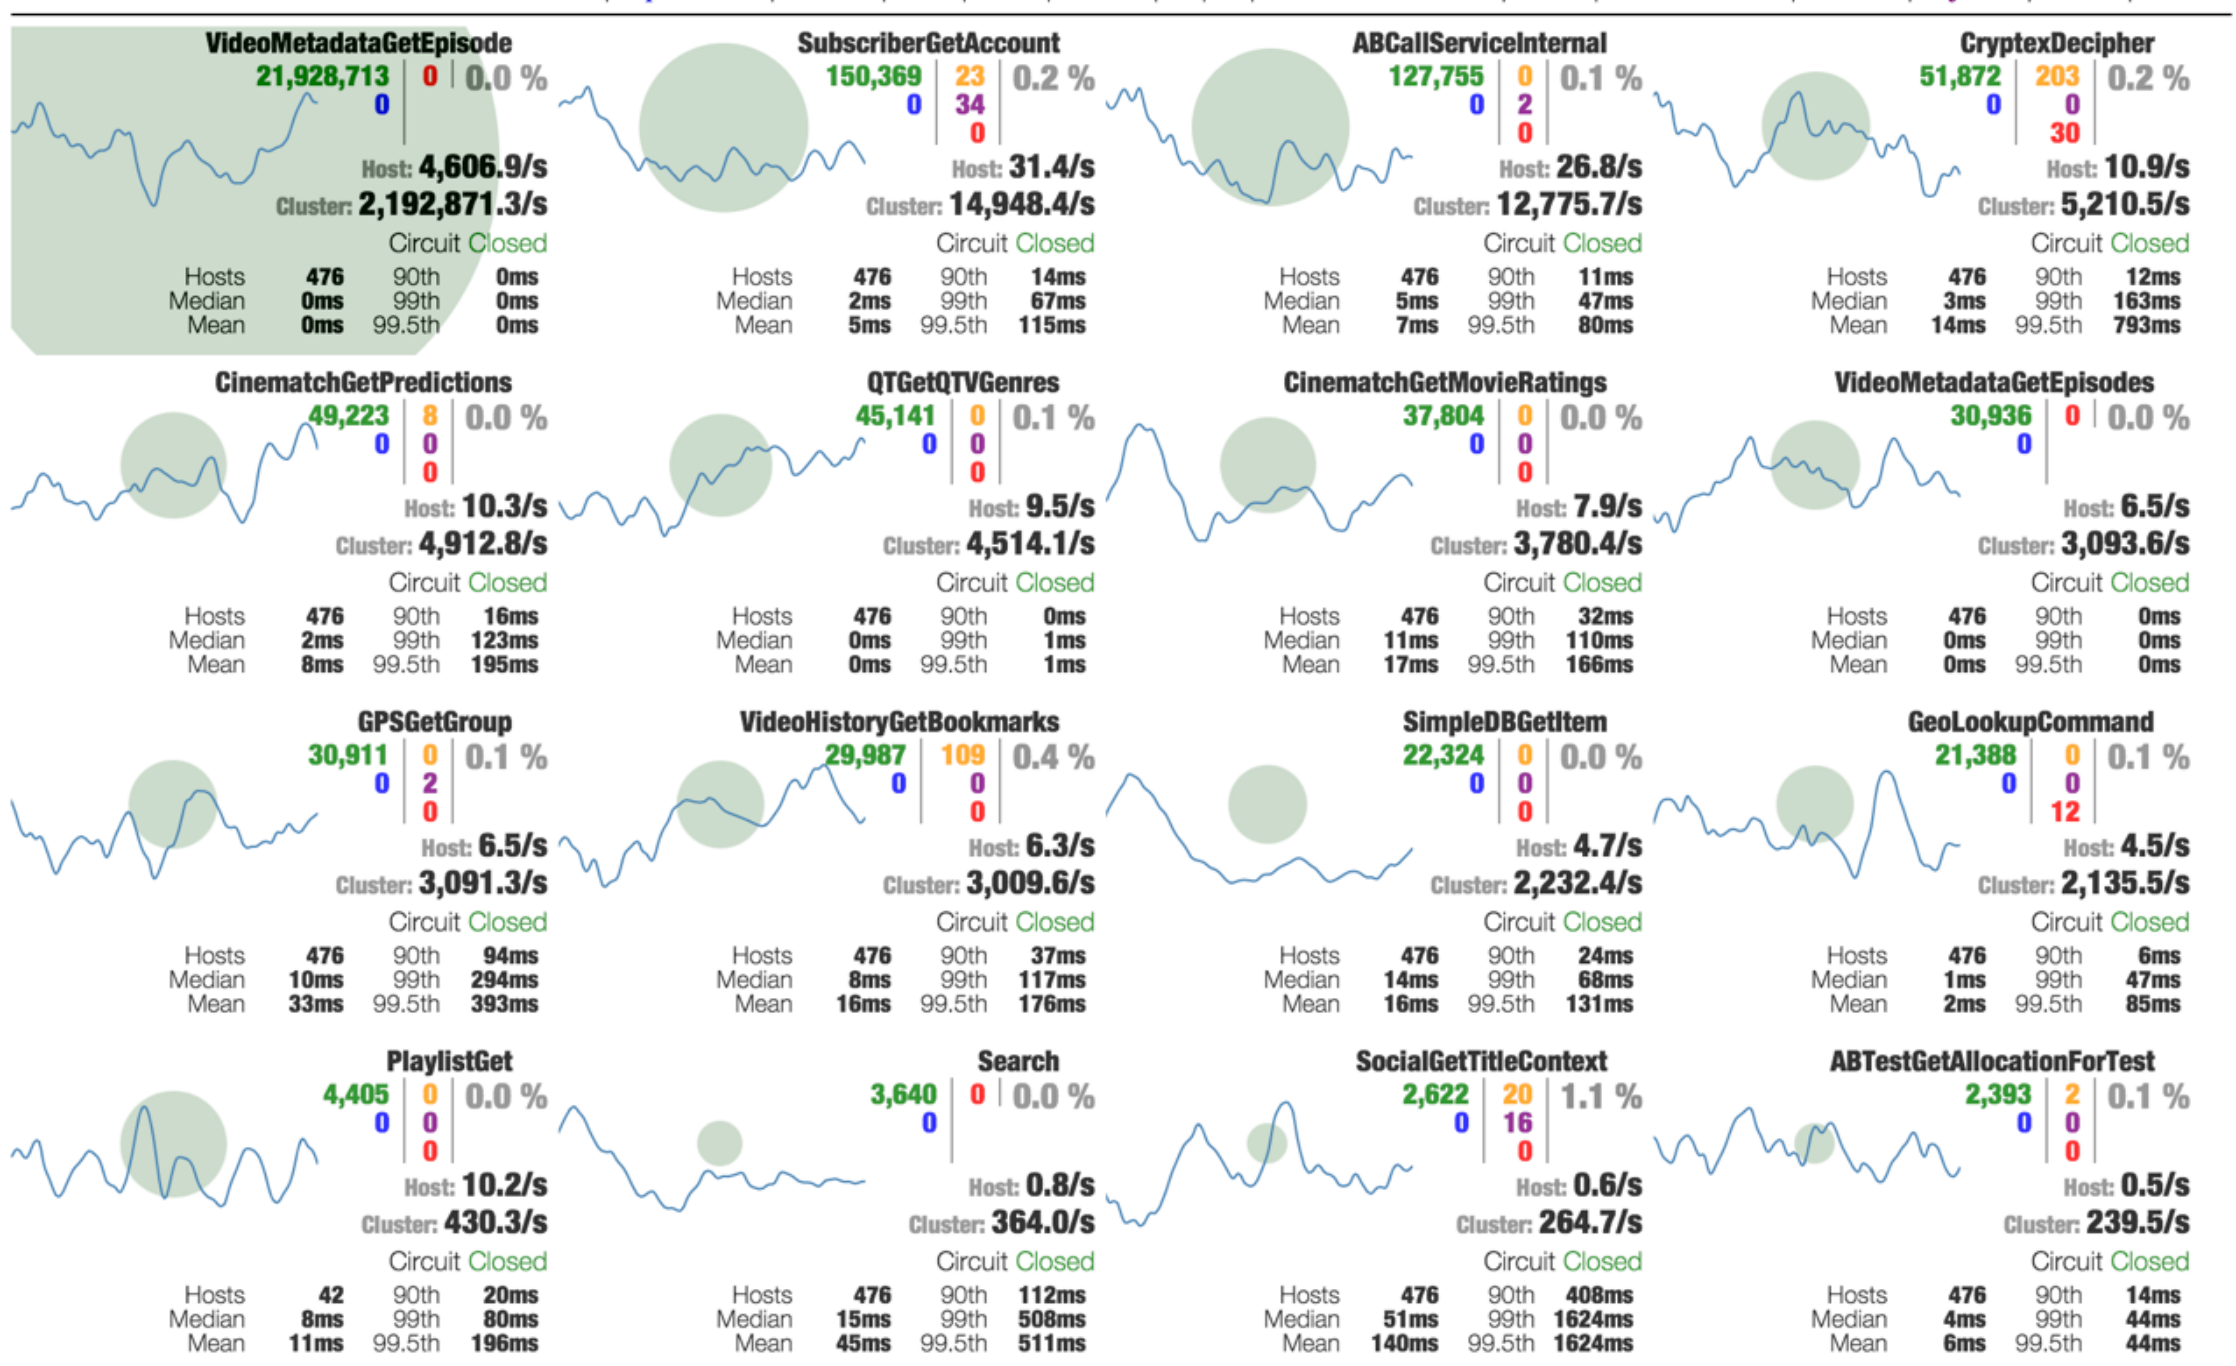 VideoMetadataGetEpisode
21,928,713 0 0.0 %
0
Host: 4,606.9/s
Cluster: 2,192,871.3/s
Circuit Closed
Hosts 476 90th 0ms
Median 0ms 99th 0ms
Mean 0ms 99.5th 0ms
SubscriberGetAccount
150,369 23 0.2 %
0 34
0
Host: 31.4/s
Cluster: 14,948.4/s
Circuit Closed
Hosts 476 90th 14ms
Median 2ms 99th 67ms
Mean 5ms 99.5th 115ms
ABCallServiceInternal
127,755 0 0.1 %
0 2
0
Host: 26.8/s
Cluster: 12,775.7/s
Circuit Closed
Hosts 476 90th 11ms
Median 5ms 99th 47ms
Mean 7ms 99.5th 80ms
CryptexDecipher
51,872 203 0.2 %
0 0
30
Host: 10.9/s
Cluster: 5,210.5/s
Circuit Closed
Hosts 476 90th 12ms
Median 3ms 99th 163ms
Mean 14ms 99.5th 793ms
CinematchGetPredictions
49,223 8 0.0 %
0 0
0
Host: 10.3/s
Cluster: 4,912.8/s
Circuit Closed
Hosts 476 90th 16ms
Median 2ms 99th 123ms
Mean 8ms 99.5th 195ms
QTGetQTVGenres
45,141 0 0.1 %
0 0
0
Host: 9.5/s
Cluster: 4,514.1/s
Circuit Closed
Hosts 476 90th 0ms
Median 0ms 99th 1ms
Mean 0ms 99.5th 1ms
CinematchGetMovieRatings
37,804 0 0.0 %
0 0
0
Host: 7.9/s
Cluster: 3,780.4/s
Circuit Closed
Hosts 476 90th 32ms
Median 11ms 99th 110ms
Mean 17ms 99.5th 166ms
VideoMetadataGetEpisodes
30,936 0 0.0 %
0
Host: 6.5/s
Cluster: 3,093.6/s
Circuit Closed
Hosts 476 90th 0ms
Median 0ms 99th 0ms
Mean 0ms 99.5th 0ms
GPSGetGroup
30,911 0 0.1 %
0 2
0
Host: 6.5/s
Cluster: 3,091.3/s
Circuit Closed
Hosts 476 90th 94ms
Median 10ms 99th 294ms
Mean 33ms 99.5th 393ms
VideoHistoryGetBookmarks
29,987 109 0.4 %
0 0
0
Host: 6.3/s
Cluster: 3,009.6/s
Circuit Closed
Hosts 476 90th 37ms
Median 8ms 99th 117ms
Mean 16ms 99.5th 176ms
SimpleDBGetItem
22,324 0 0.0 %
0 0
0
Host: 4.7/s
Cluster: 2,232.4/s
Circuit Closed
Hosts 476 90th 24ms
Median 14ms 99th 68ms
Mean 16ms 99.5th 131ms
GeoLookupCommand
21,388 0 0.1 %
0 0
12
Host: 4.5/s
Cluster: 2,135.5/s
Circuit Closed
Hosts 476 90th 6ms
Median 1ms 99th 47ms
Mean 2ms 99.5th 85ms
PlaylistGet
4,405 0 0.0 %
0 0
0
Host: 10.2/s
Cluster: 430.3/s
Circuit Closed
Hosts 42 90th 20ms
Median 8ms 99th 80ms
Mean 11ms 99.5th 196ms
Search
3,640 0 0.0 %
0
Host: 0.8/s
Cluster: 364.0/s
Circuit Closed
Hosts 476 90th 112ms
Median 15ms 99th 508ms
Mean 45ms 99.5th 511ms
SocialGetTitleContext
2,622 20 1.1 %
0 16
0
Host: 0.6/s
Cluster: 264.7/s
Circuit Closed
Hosts 476 90th 408ms
Median 51ms 99th 1624ms
Mean 140ms 99.5th 1624ms
ABTestGetAllocationForTest
2,393 2 0.1 %
0 0
0
Host: 0.5/s
Cluster: 239.5/s
Circuit Closed
Hosts 476 90th 14ms
Median 4ms 99th 44ms
Mean 6ms 99.5th 44ms